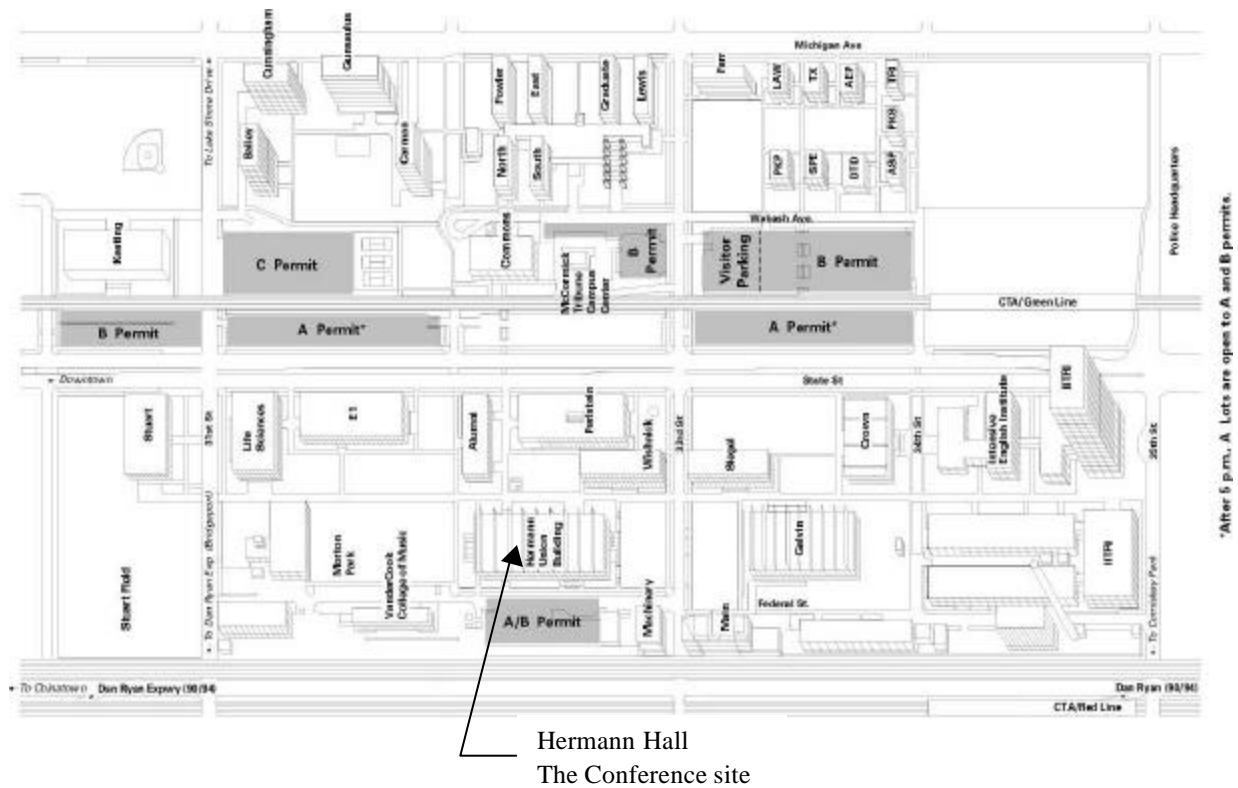 Michigan Ave
Cunningham
Gunsaulus
Fowler
East
Graduate
Lewis
Farr
LAW
TX
AEP
TRI
To Lake Shore Drive
Bailey
Carman
North
South
PKP
SPE
DTD
PKS
ASP
Police Headquarters
Wabash Ave.
Keating
C Permit
Commons
McCormick
Tribune
Campus
Center
B
Permit
Visitor
Parking
B Permit
CTA/Green Line
B Permit
A Permit*
A Permit*
Downtown
State St
Stuart
31st St
Life
Sciences
E1
Alumni
Perlstein
Wishnick
33rd St
Siegel
Crown
34th St
Intensive
English Institute
IITRI
35th St
*After 5 p.m., A Lots are open to A and B permits.
Stuart Field
To Dan Ryan Exp (Bridgeport)
Morton
Park
VanderCook
College of Music
Hermann
Union
Building
Galvin
IITRI
A/B Permit
Machinery
Main
Federal St.
To Comiskey Park
To Chinatown
Dan Ryan Expwy (90/94)
Dan Ryan (90/94)
CTA/Red Line
Hermann Hall
The Conference site